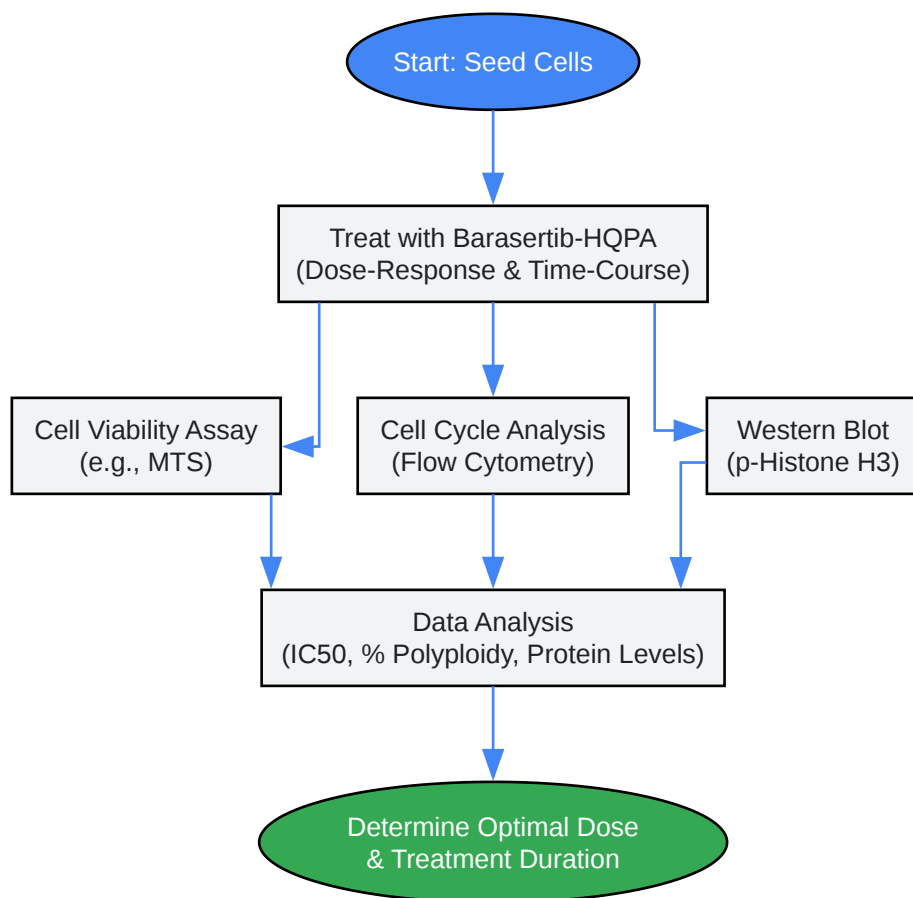 Start: Seed Cells
Treat with Barasertib-HQPA
(Dose-Response & Time-Course)
Cell Viability Assay
(e.g., MTS)
Cell Cycle Analysis
(Flow Cytometry)
Western Blot
(p-Histone H3)
Data Analysis
(IC50, % Polyploidy, Protein Levels)
Determine Optimal Dose
& Treatment Duration